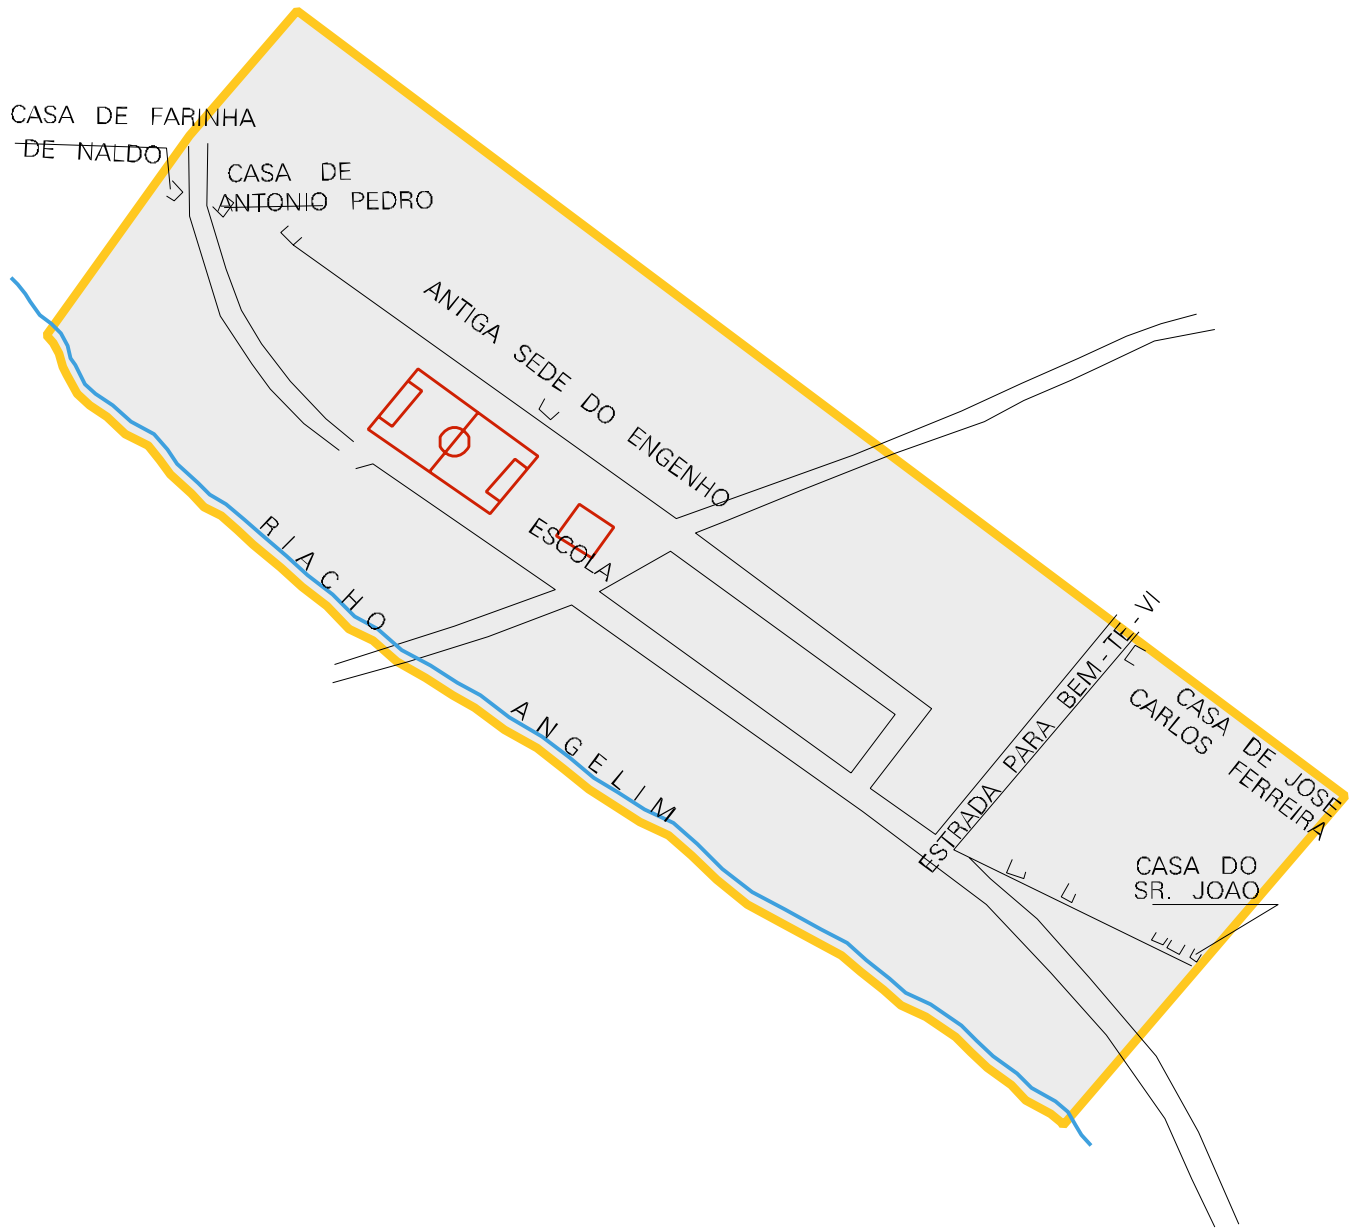 CASA DE FARINHA
DE NALDO
CASA DE
ANTONIO PEDRO
ANTIGA SEDE DO ENGENHO
ESCOLA
RIACHO ANGELIM
ESTRADA PARA BEM-TE-VI
CASA DE JOSE
CARLOS FERREIRA
CASA DO
SR. JOAO